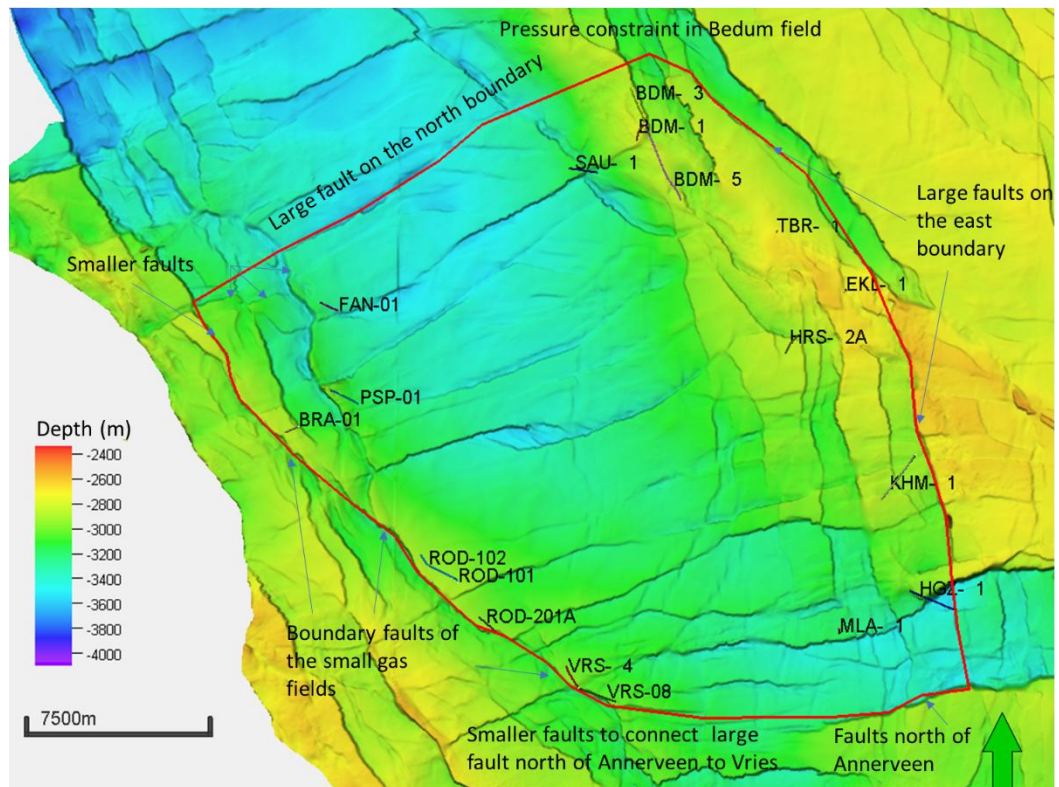 Pressure constraint in Bedum field
Large fault on the north boundary
BDM- 3
BDM- 1
SAU- 1
BDM- 5
Large faults on
the east
boundary
TBR- 1
Smaller faults
EKL- 1
FAN-01
HRS- 2A
PSP-01
BRA-01
Depth (m)
-2400
-2600
-2800
-3000
-3200
-3400
-3600
-3800
-4000
KHM- 1
ROD-102
ROD-101
HGZ- 1
ROD-201A
MLA- 1
Boundary faults of
the small gas
fields
VRS- 4
VRS-08
7500m
Smaller faults to connect large
fault north of Annerveen to Vries
Faults north of
Annerveen